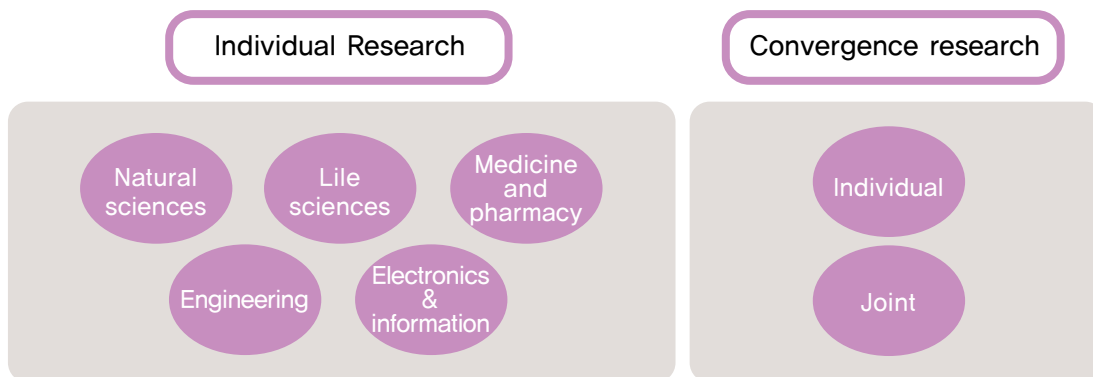 Individual Research
Convergence research
Natural
sciences
Lile
sciences
Medicine
and
pharmacy
Engineering
Electronics
&
information
Individual
Joint